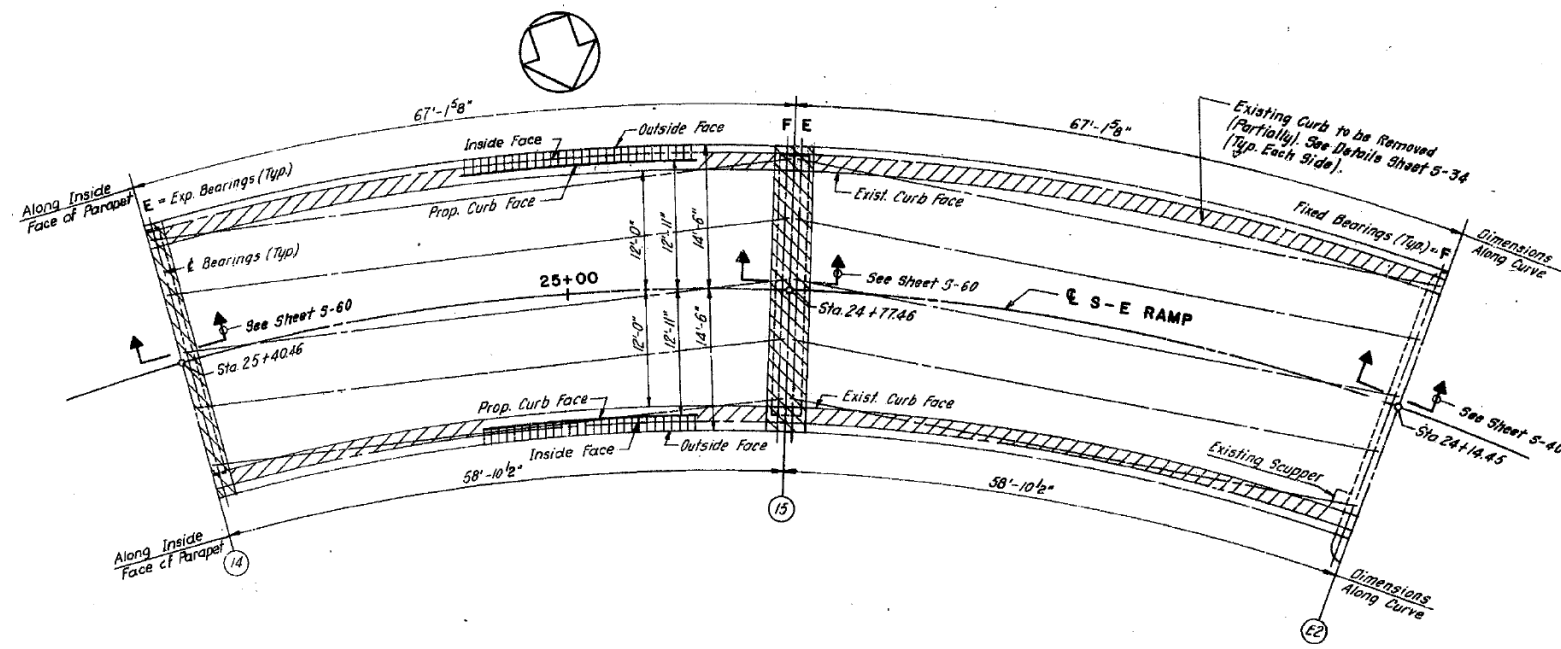 67'-1⅝"
67'-1⅝"
Existing Curb to be Removed
(Partially). See Details Sheet S-34
(Typ. Each Side).
F E
Outside Face
Inside Face
Along Inside
Face of Parapet
E = Exp. Bearings (Typ.)
Prop. Curb Face
Exist. Curb Face
Fixed Bearings (Typ.) = F
Dimensions
Along Curve
℄ Bearings (Typ.)
12'-0"
12'-11"
14'-6"
25+00
See Sheet S-60
See Sheet S-60
℄ S-E RAMP
Sta. 24+77.46
Sta. 25+40.46
12'-0"
12'-11"
14'-6"
Prop. Curb Face
Exist. Curb Face
See Sheet S-40
Sta. 24+14.45
Inside Face
Outside Face
Existing Scupper
58'-10½"
58'-10½"
15
Along Inside
Face of Parapet
14
Dimensions
Along Curve
E2